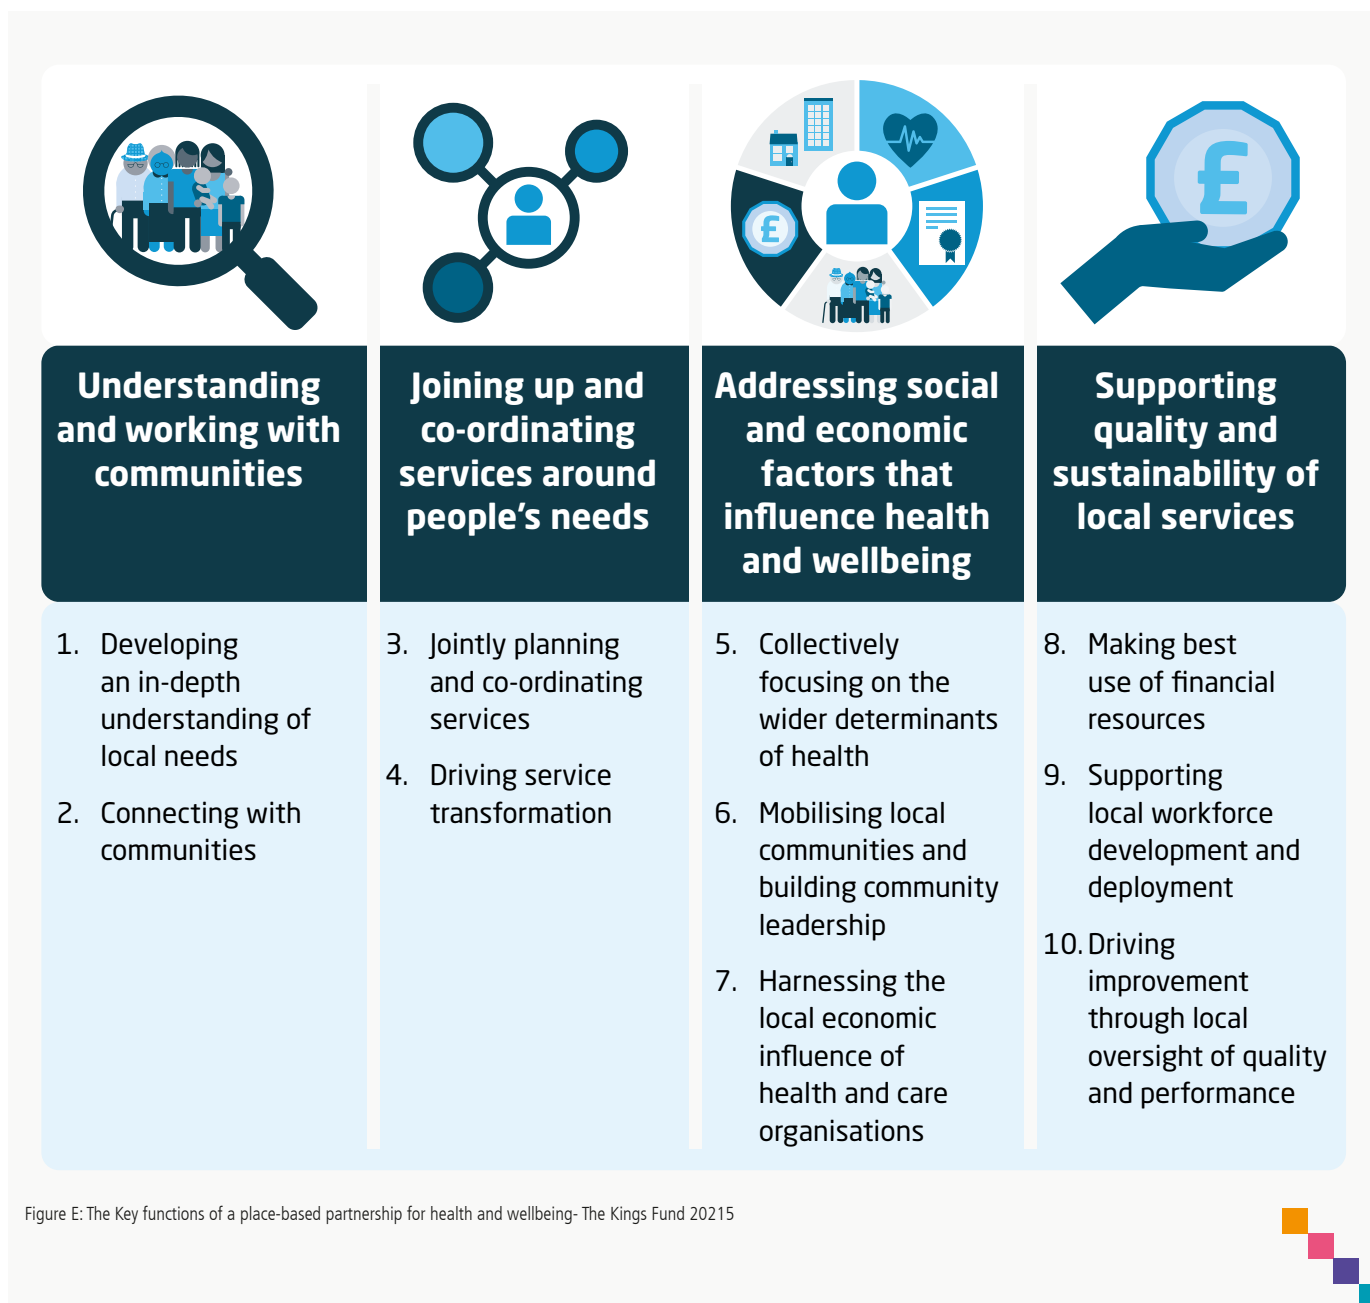 £
£
Understanding
and working with
communities
Joining up and
co-ordinating
services around
people's needs
Addressing social
and economic
factors that
influence health
and wellbeing
Supporting
quality and
sustainability of
local services
1. Developing
an in-depth
understanding of
local needs
2. Connecting with
communities
3. Jointly planning
and co-ordinating
services
4. Driving service
transformation
5. Collectively
focusing on the
wider determinants
of health
6. Mobilising local
communities and
building community
leadership
7. Harnessing the
local economic
influence of
health and care
organisations
8. Making best
use of financial
resources
9. Supporting
local workforce
development and
deployment
10. Driving
improvement
through local
oversight of quality
and performance
Figure E: The Key functions of a place-based partnership for health and wellbeing- The Kings Fund 20215